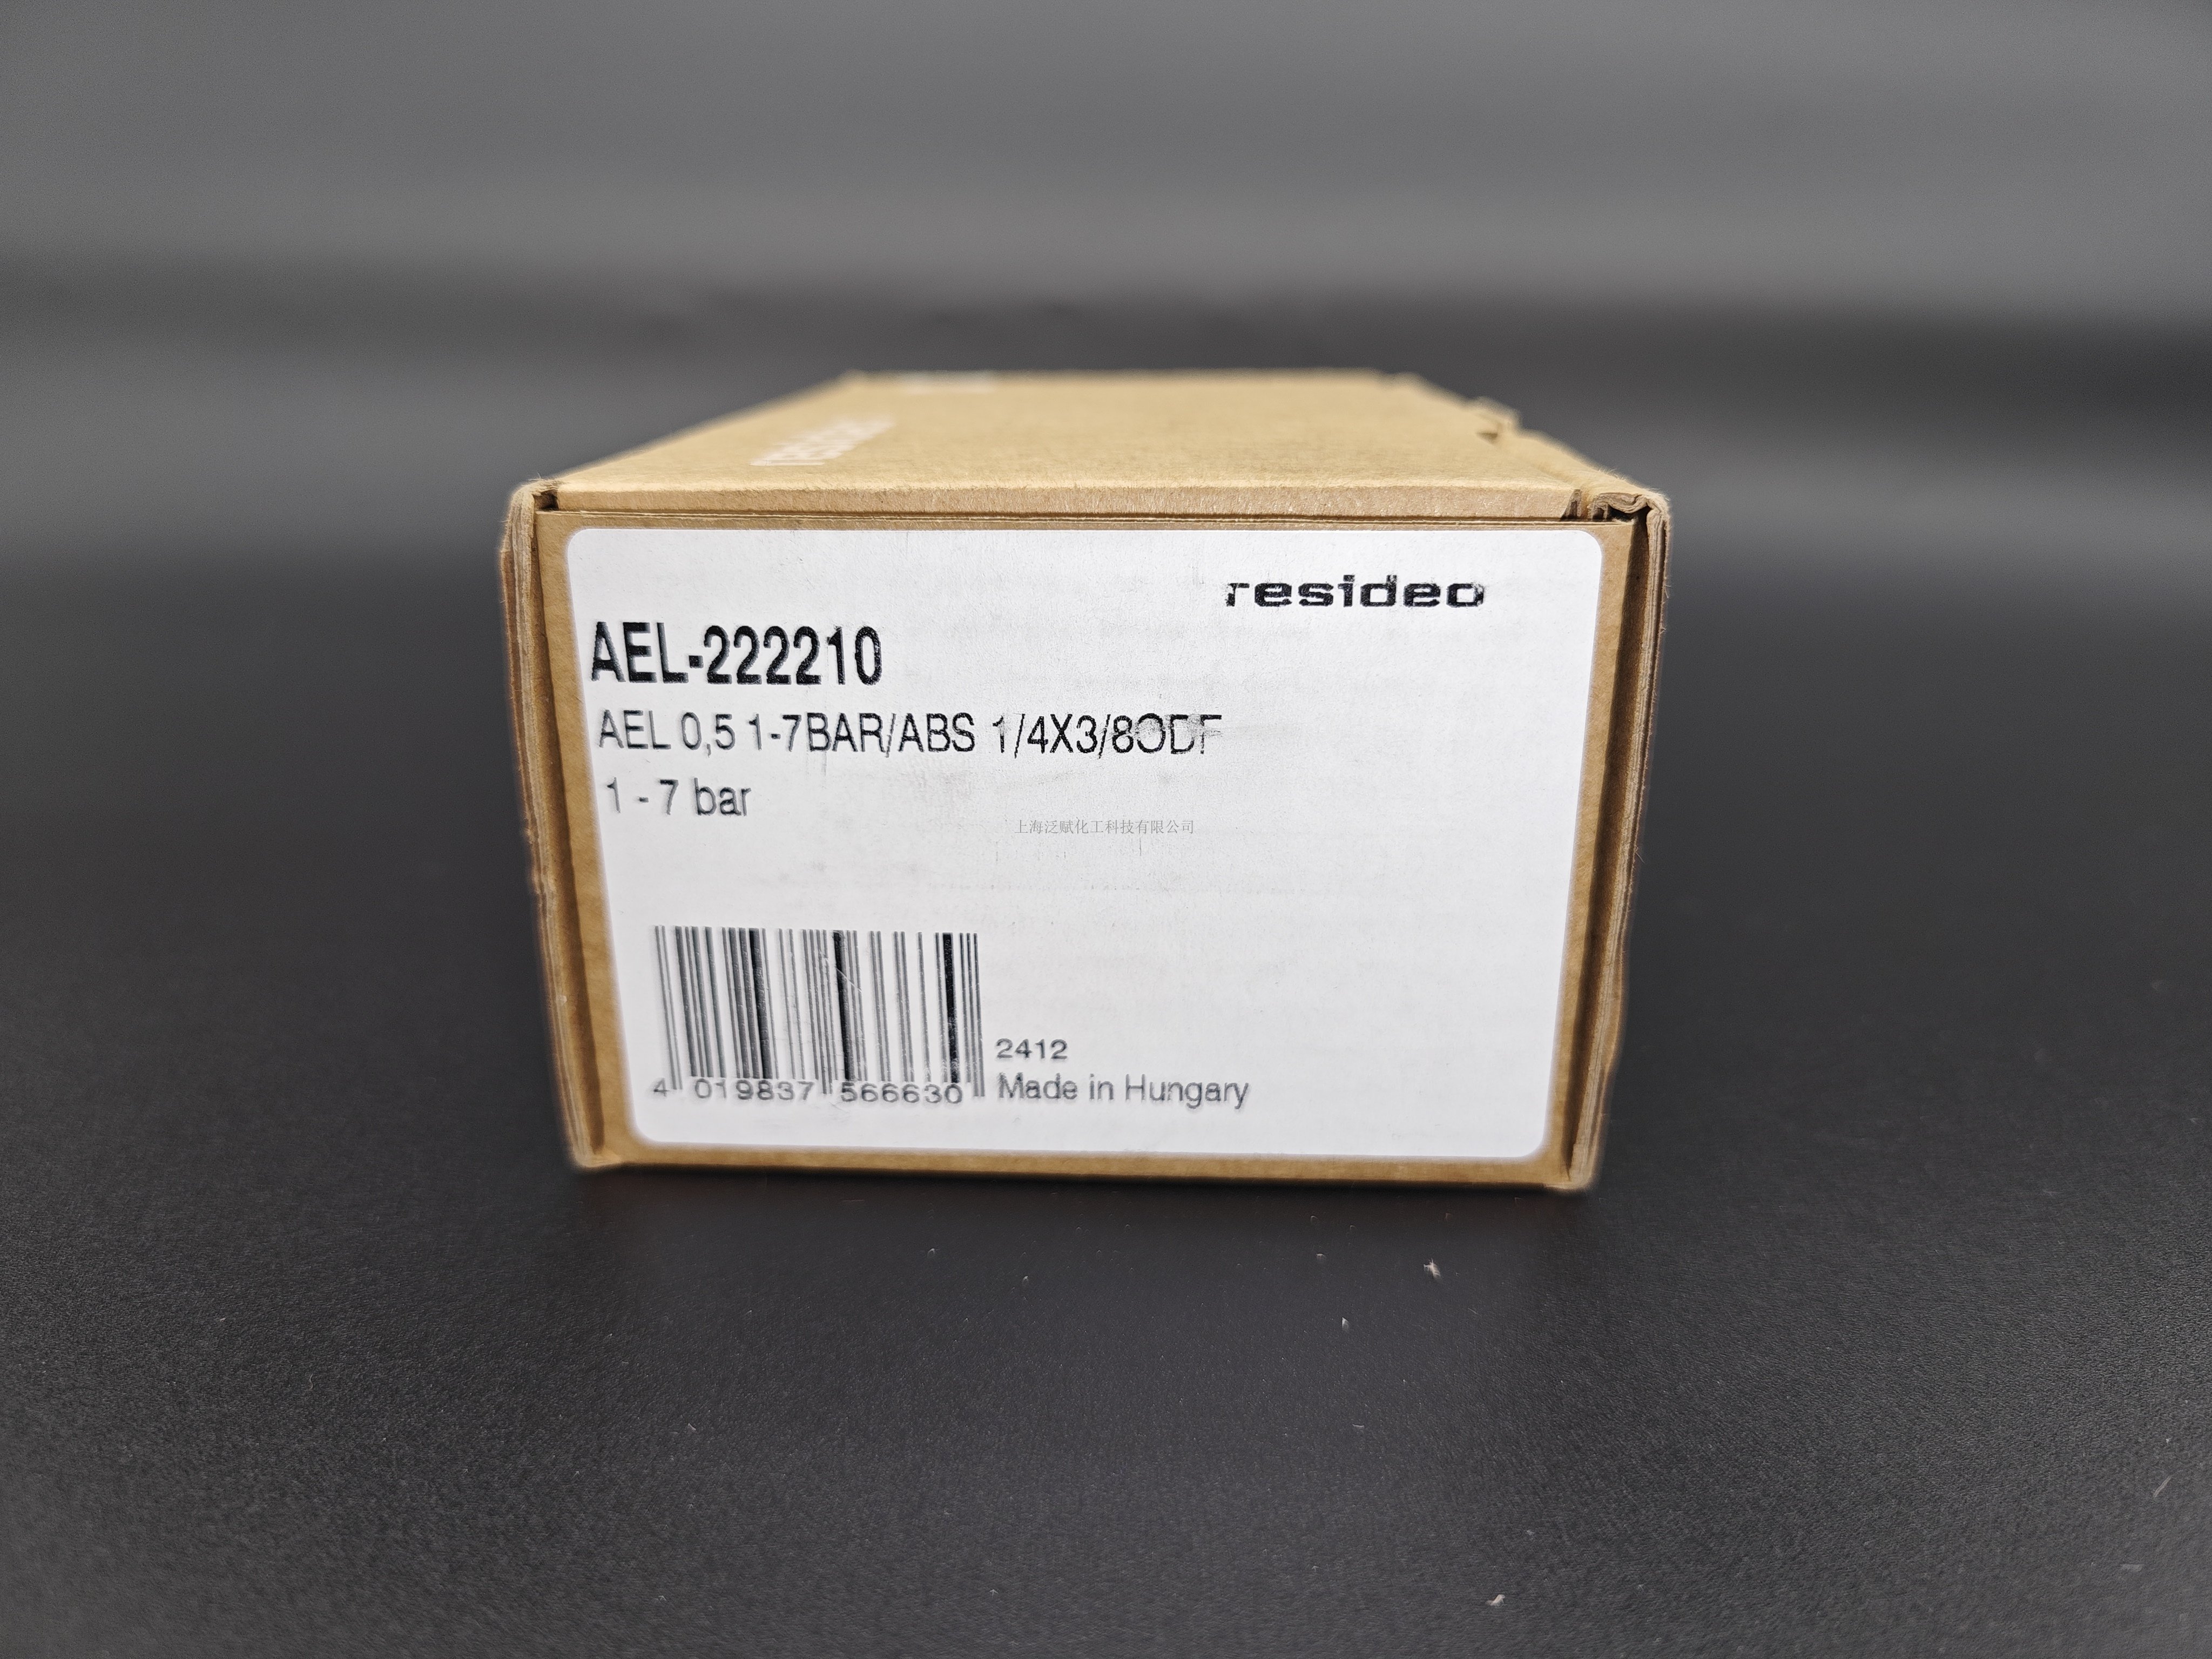 resideo
resideo
AEL-222210
AEL 0,5 1-7BAR/ABS 1/4X3/8ODF
1 - 7 bar
上海泛赋化工科技有限公司
2412
4 019837 566630 Made in Hungary